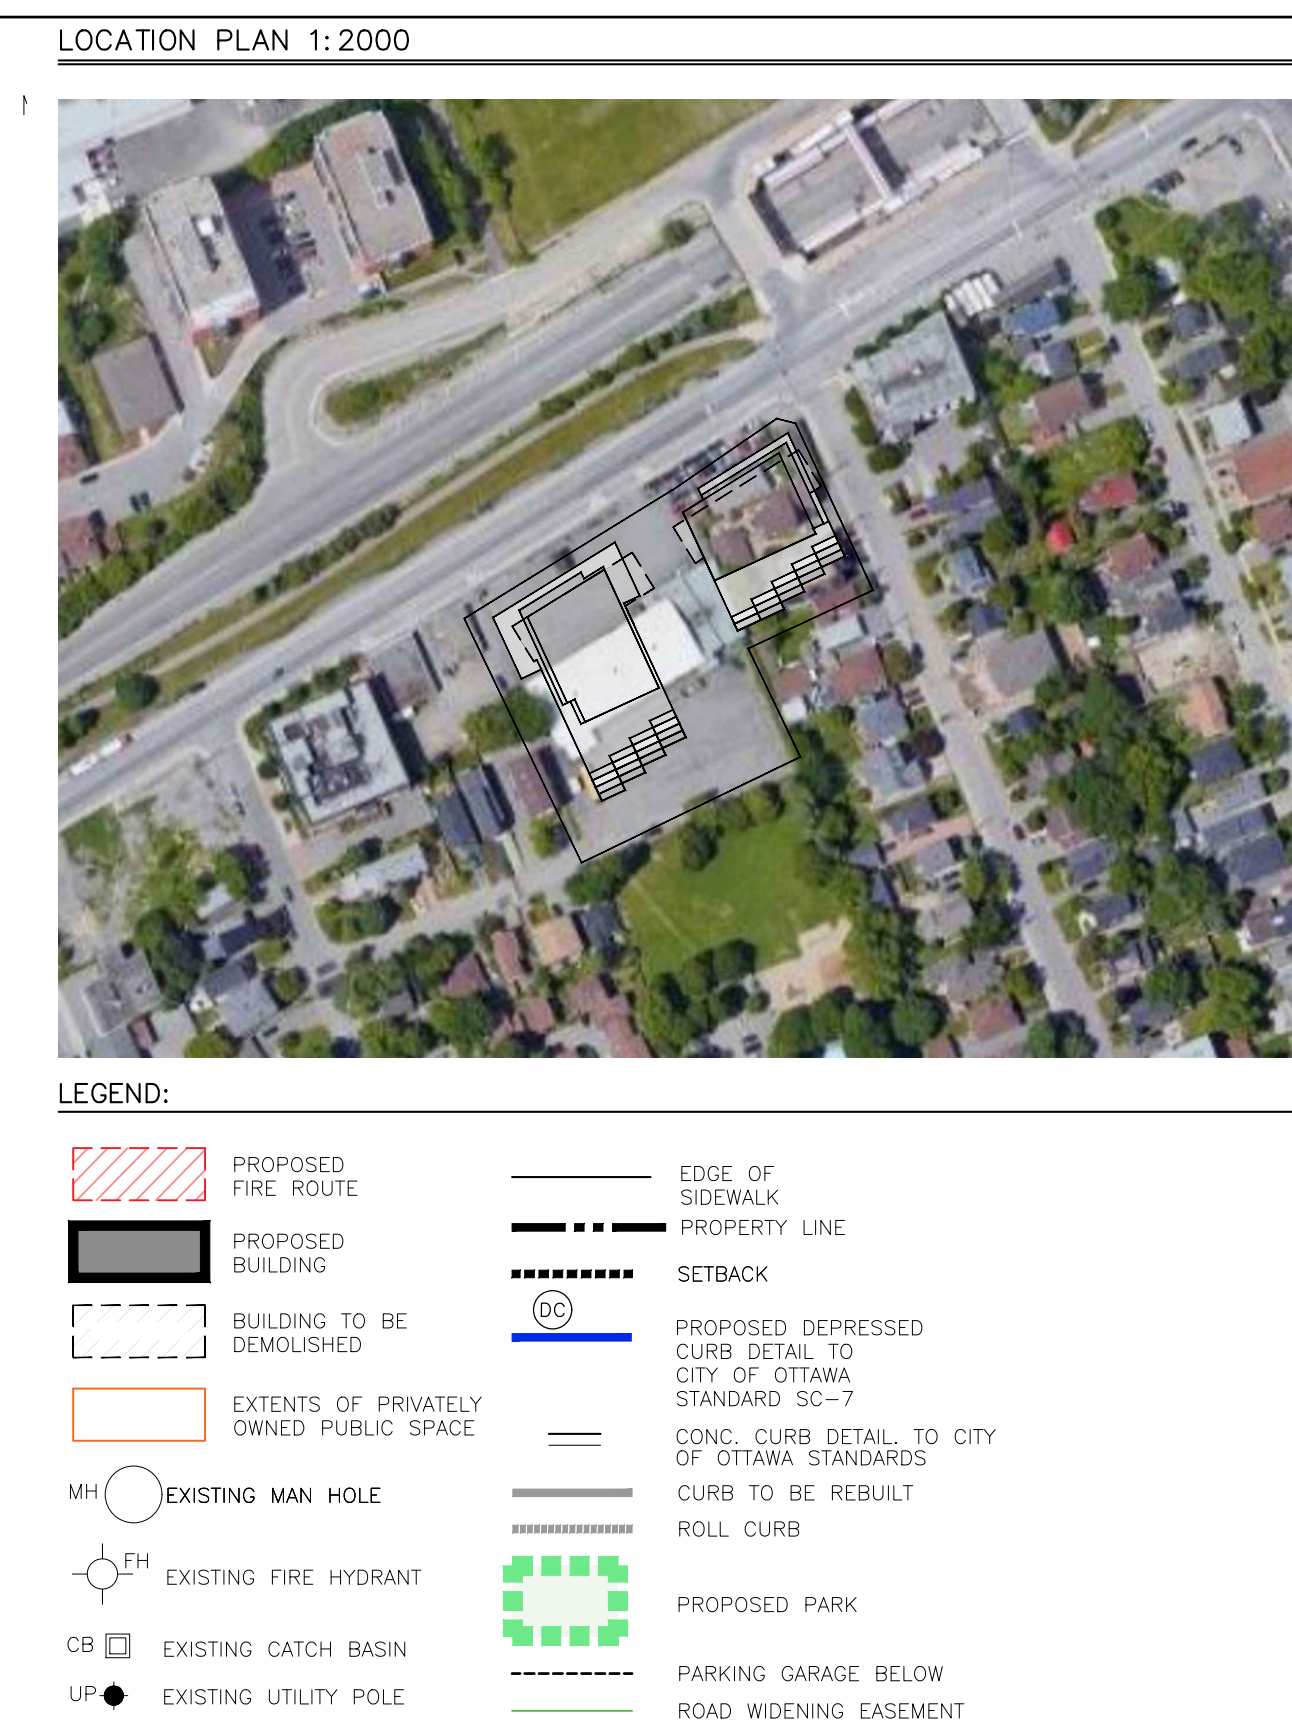 LOCATION PLAN 1:2000
LEGEND:
PROPOSED
FIRE ROUTE
PROPOSED
BUILDING
BUILDING TO BE
DEMOLISHED
EXTENTS OF PRIVATELY
OWNED PUBLIC SPACE
MH
EXISTING MAN HOLE
FH
EXISTING FIRE HYDRANT
CB
EXISTING CATCH BASIN
UP
EXISTING UTILITY POLE
EDGE OF
SIDEWALK
PROPERTY LINE
SETBACK
DC
PROPOSED DEPRESSED
CURB DETAIL TO
CITY OF OTTAWA
STANDARD SC-7
CONC. CURB DETAIL. TO CITY
OF OTTAWA STANDARDS
CURB TO BE REBUILT
ROLL CURB
PROPOSED PARK
PARKING GARAGE BELOW
ROAD WIDENING EASEMENT